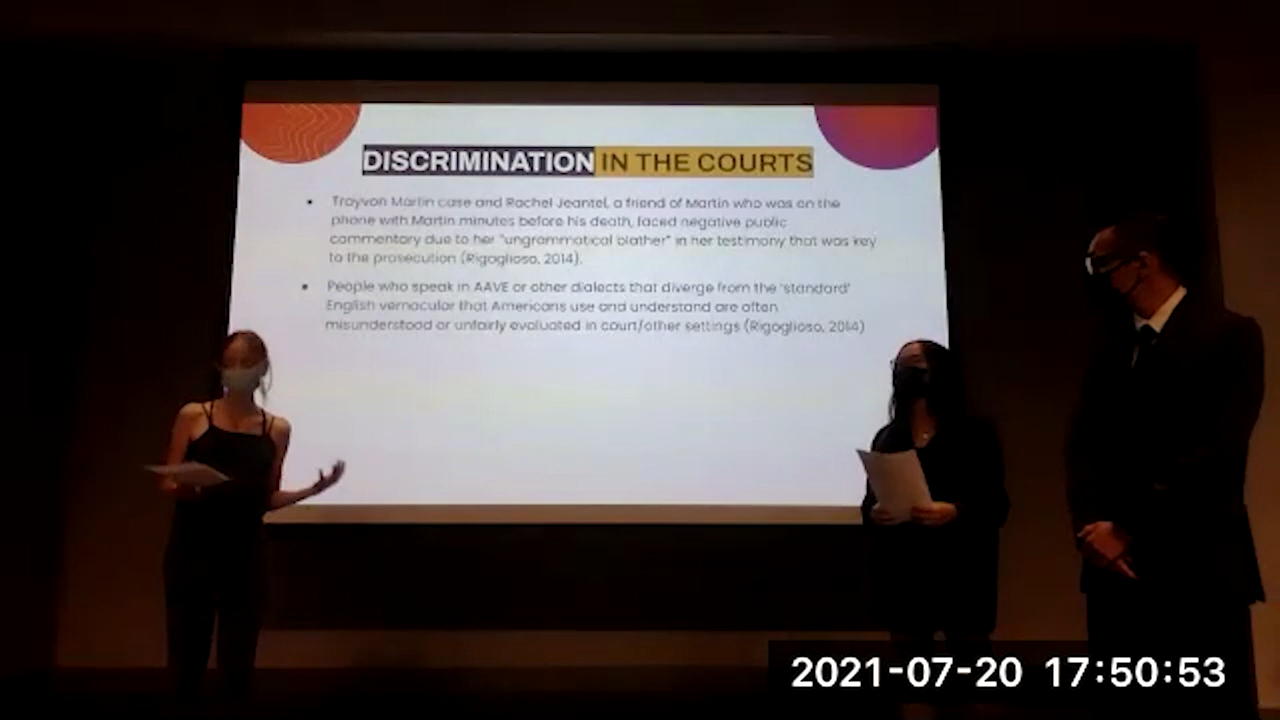 DISCRIMINATION IN THE COURTS
• Trayvon Martin case and Rachel Jeantel, a friend of Martin who was on the
phone with Martin minutes before his death, faced negative public
commentary due to her "ungrammatical blather" in her testimony that was key
to the prosecution (Rigoglioso, 2014).
• People who speak in AAVE or other dialects that diverge from the 'standard'
English vernacular that Americans use and understand are often
misunderstood or unfairly evaluated in court/other settings (Rigoglioso, 2014)
2021-07-20 17:50:53